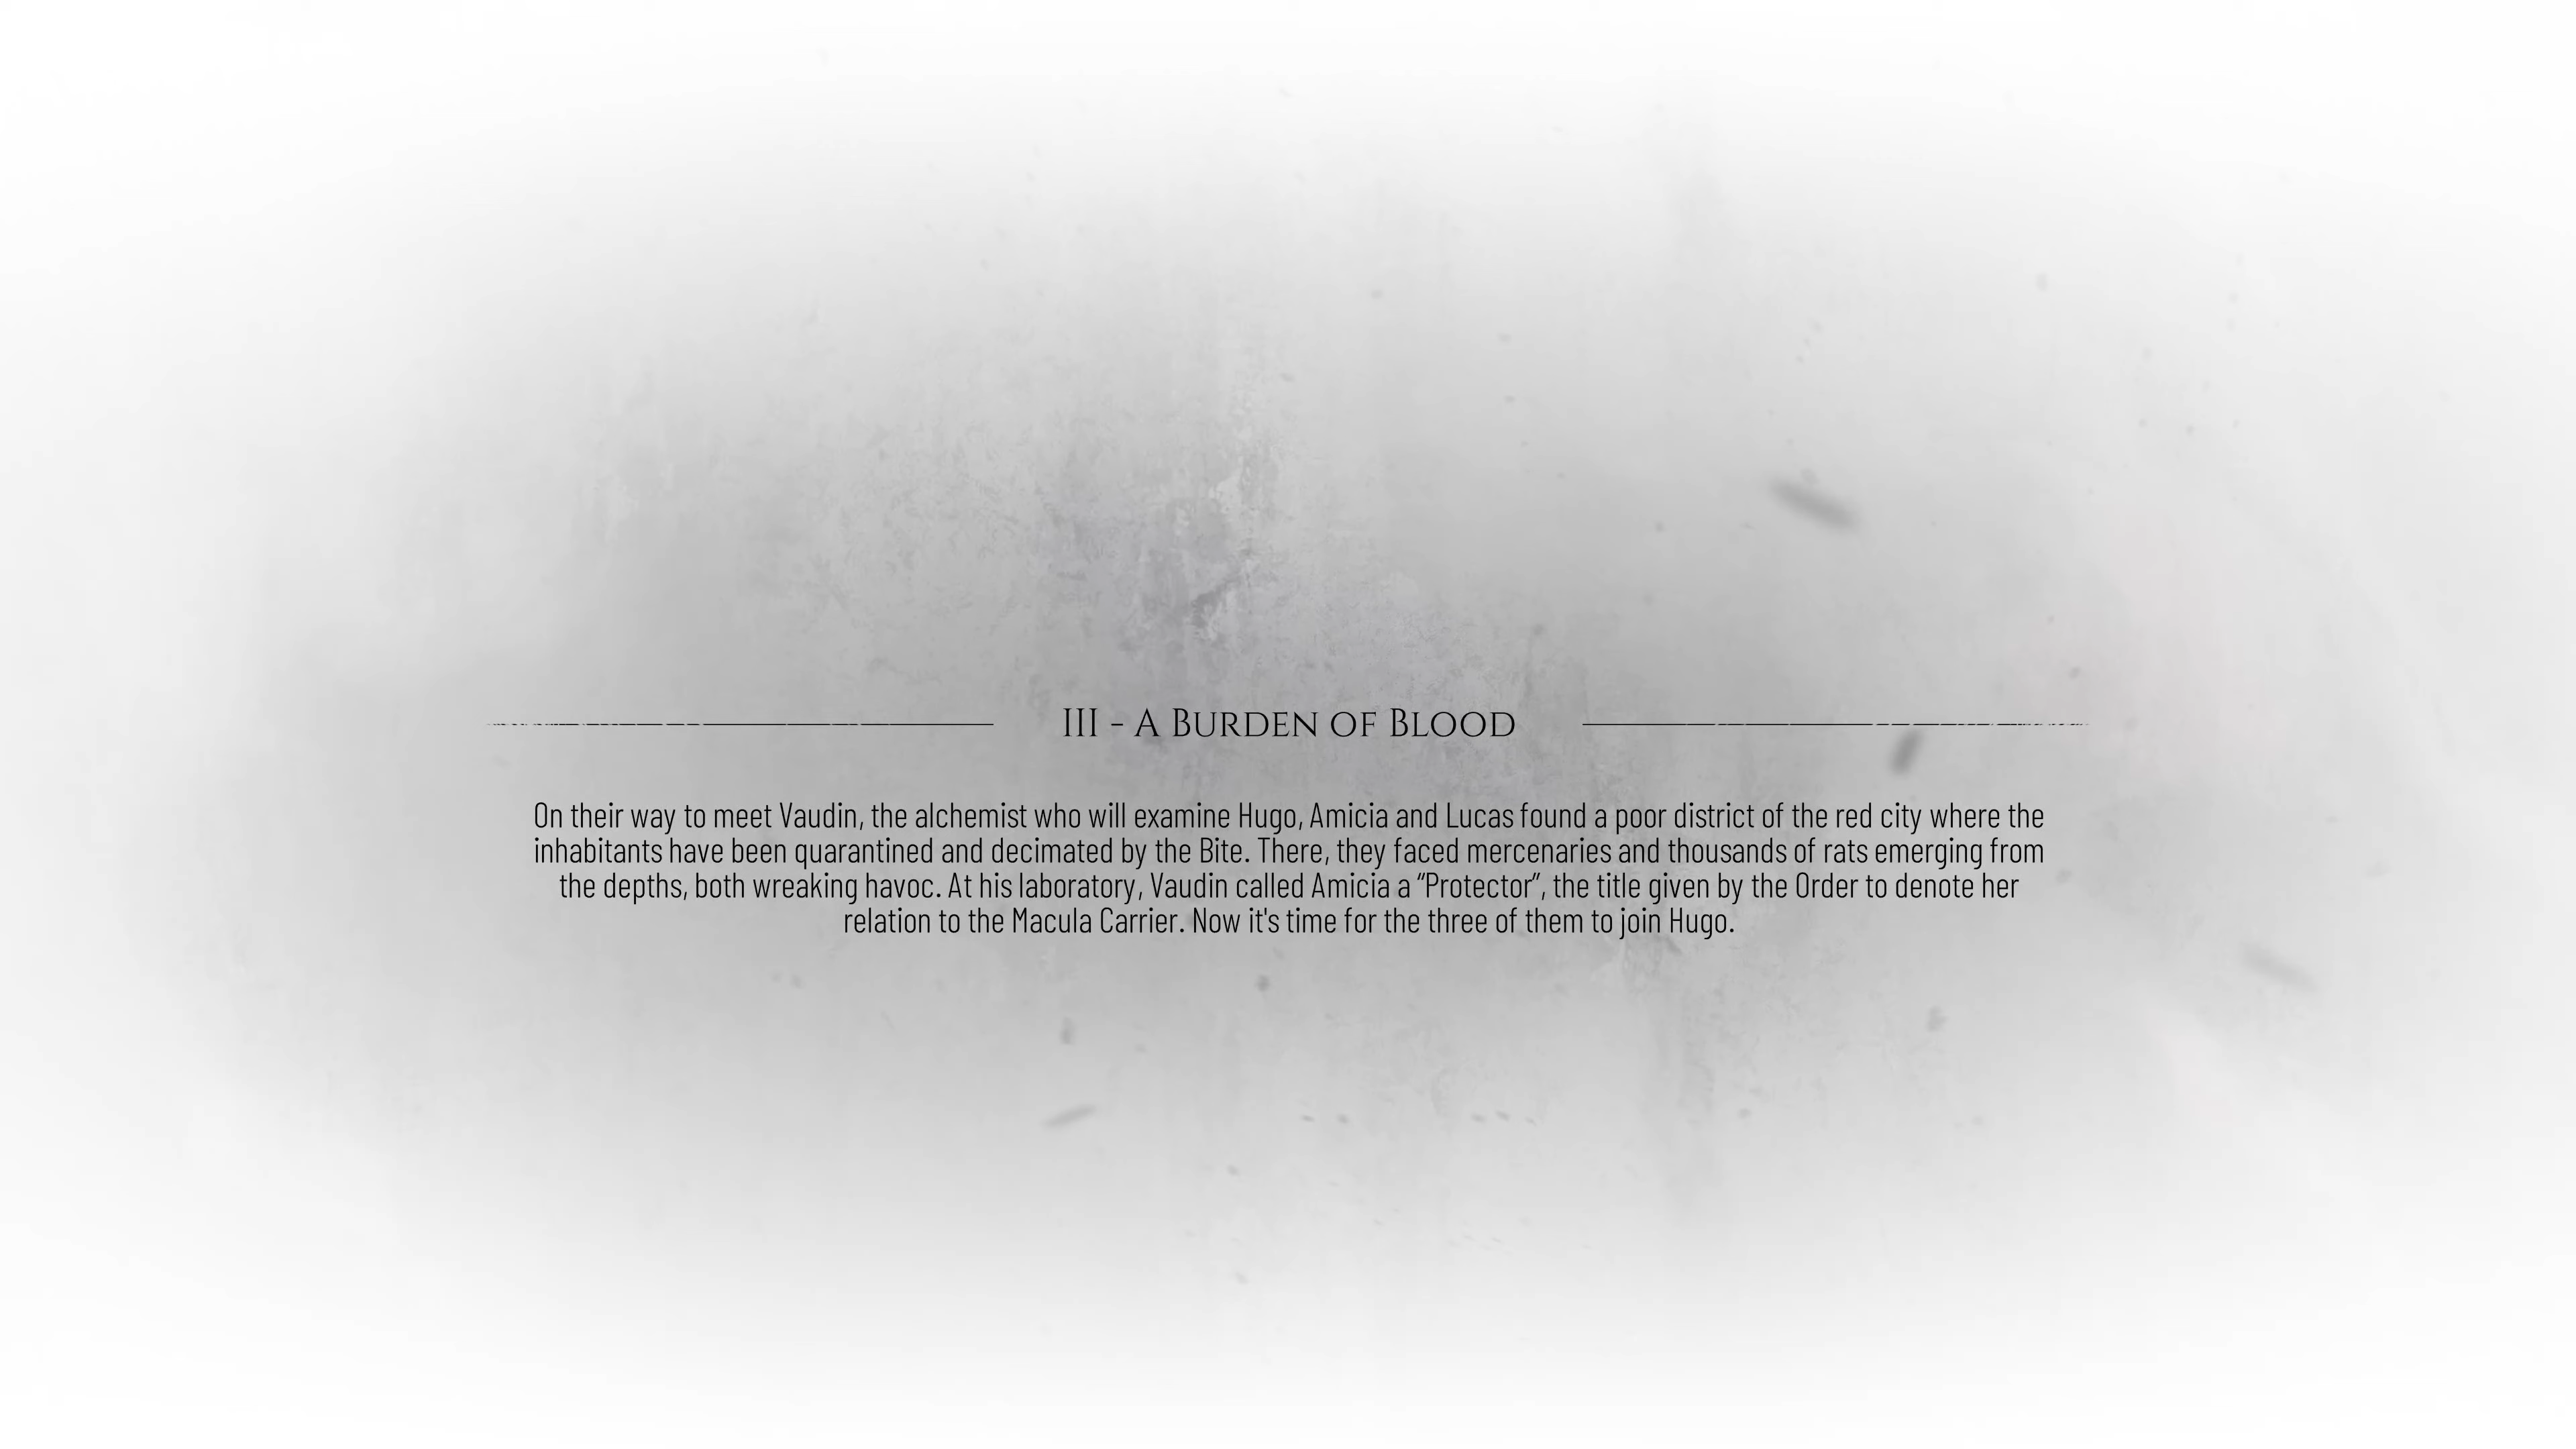 III - A Burden of Blood
On their way to meet Vaudin, the alchemist who will examine Hugo, Amicia and Lucas found a poor district of the red city where the
inhabitants have been quarantined and decimated by the Bite. There, they faced mercenaries and thousands of rats emerging from
the depths, both wreaking havoc. At his laboratory, Vaudin called Amicia a “Protector”, the title given by the Order to denote her
relation to the Macula Carrier. Now it's time for the three of them to join Hugo.